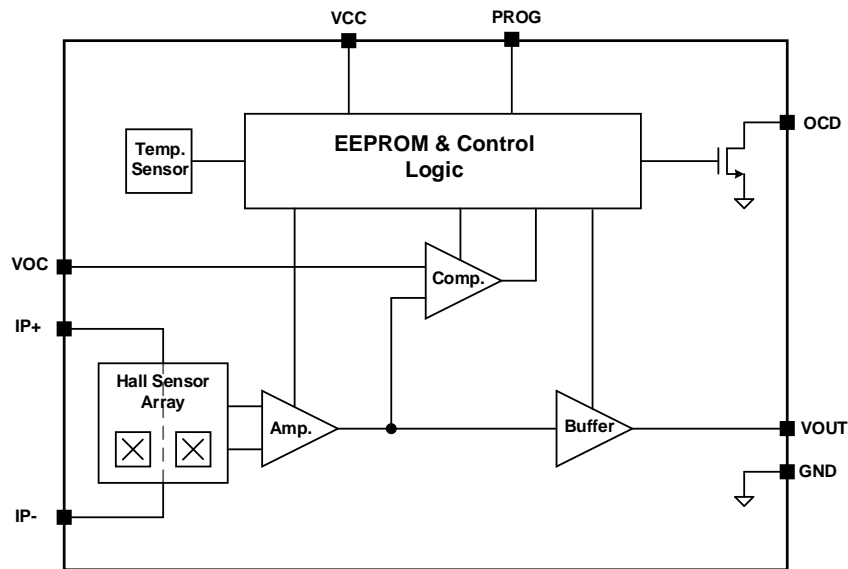 VCC
PROG
EEPROM & Control
Logic
OCD
Temp.
Sensor
VOC
Comp.
IP+
Hall Sensor
Array
Amp.
Buffer
VOUT
GND
IP-